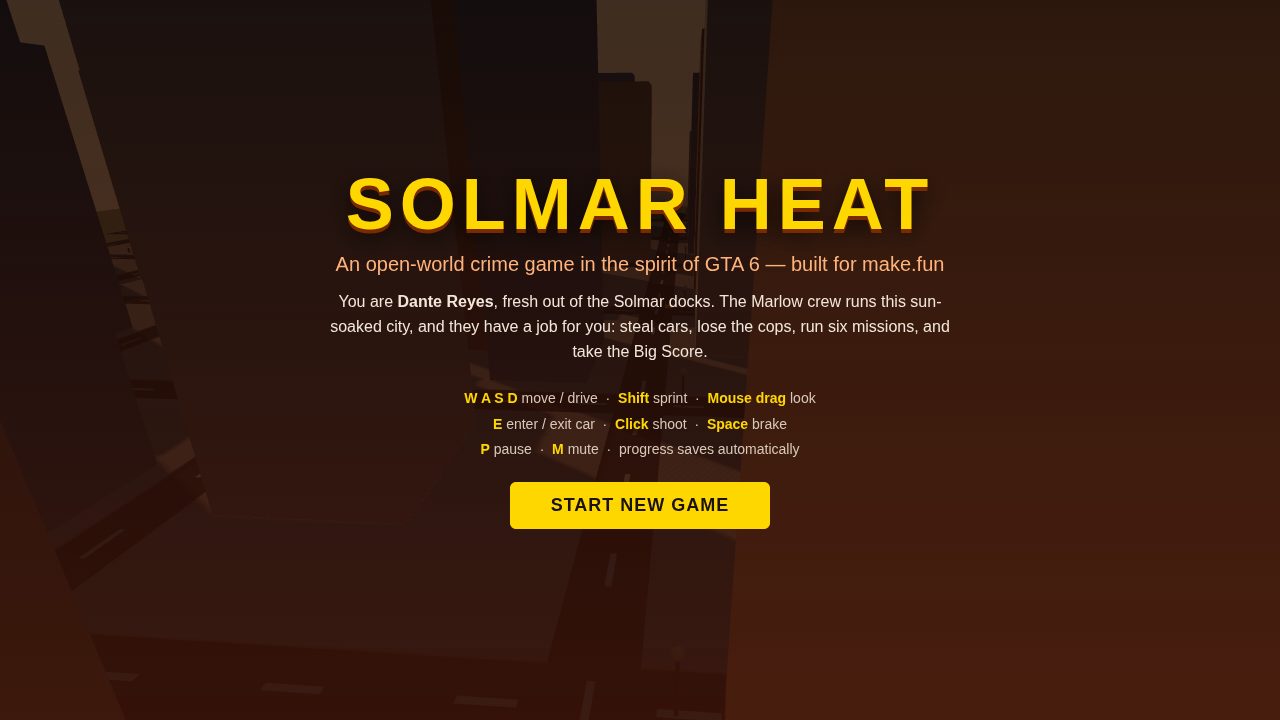 SOLMAR HEAT
An open-world crime game in the spirit of GTA 6 — built for make.fun
You are Dante Reyes, fresh out of the Solmar docks. The Marlow crew runs this sun-
soaked city, and they have a job for you: steal cars, lose the cops, run six missions, and
take the Big Score.
W A S D move / drive · Shift sprint · Mouse drag look
E enter / exit car · Click shoot · Space brake
P pause · M mute · progress saves automatically
START NEW GAME